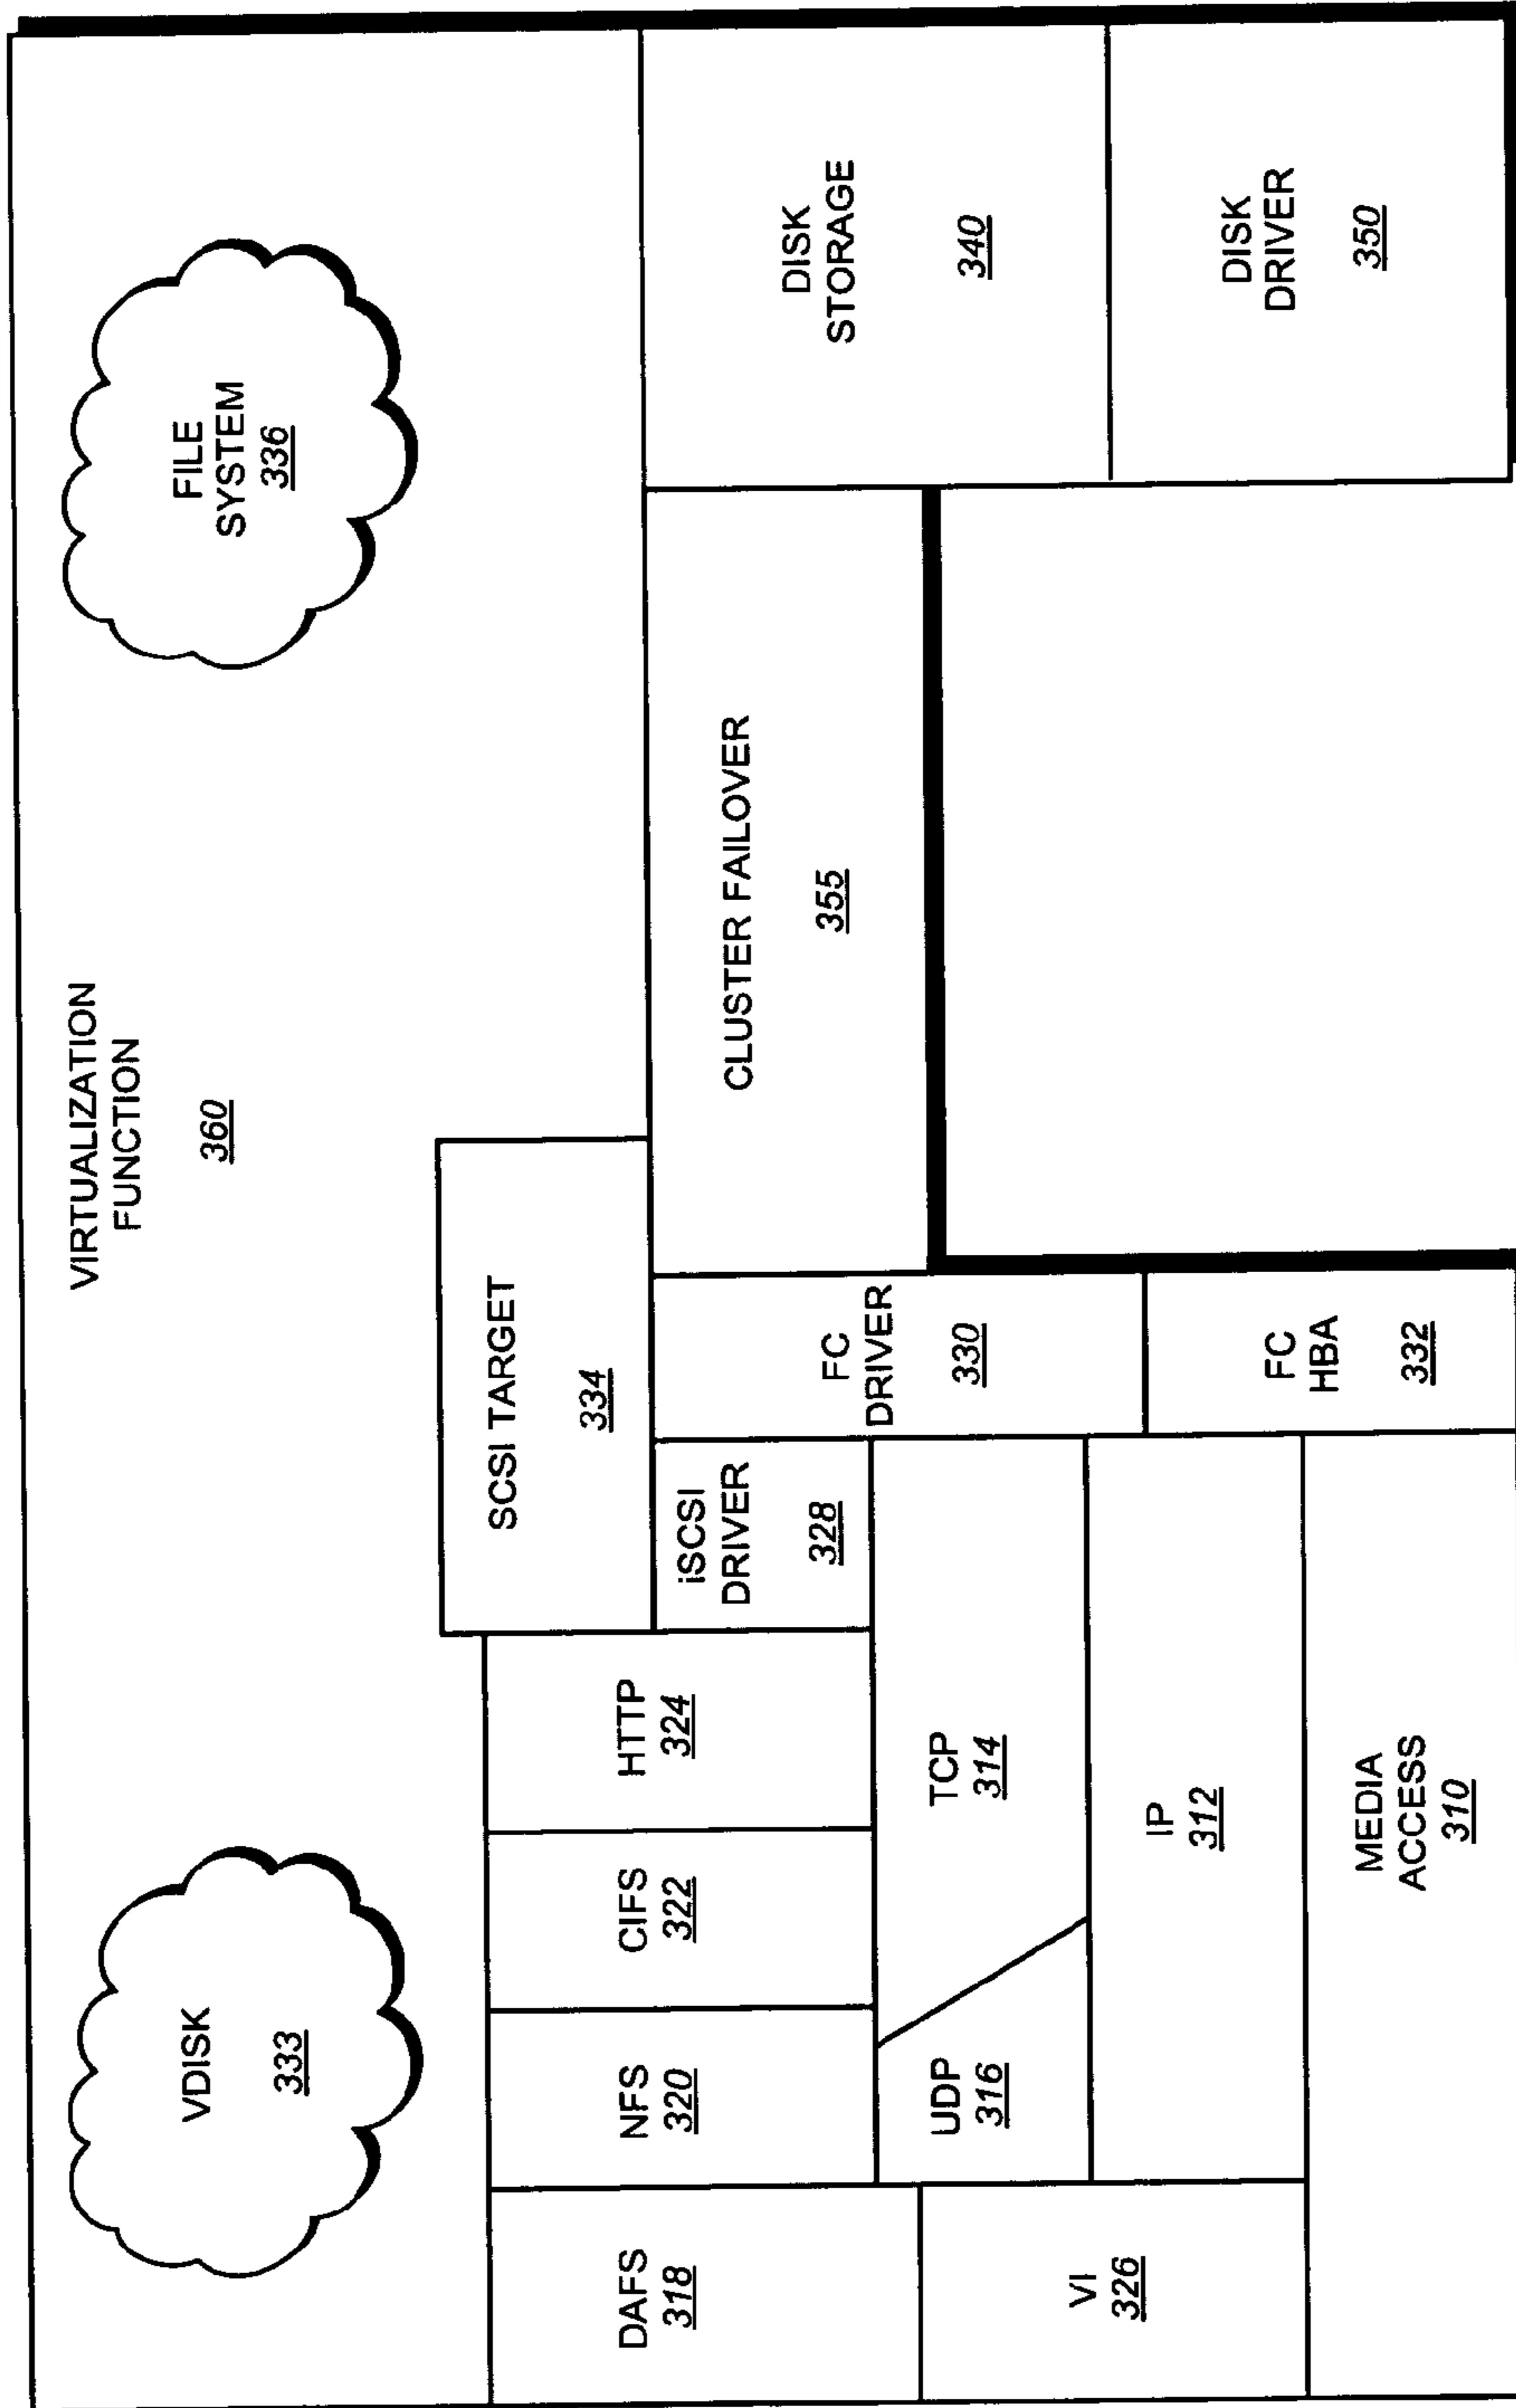 VIRTUALIZATION
FUNCTION
360
VDISK
333
FILE
SYSTEM
336
SCSI TARGET
334
DAFS
318
NFS
320
CIFS
322
HTTP
324
iSCSI
DRIVER
328
FC
DRIVER
330
CLUSTER FAILOVER
355
DISK
STORAGE
340
VI
326
UDP
316
TCP
314
IP
312
FC
HBA
332
DISK
DRIVER
350
MEDIA
ACCESS
310